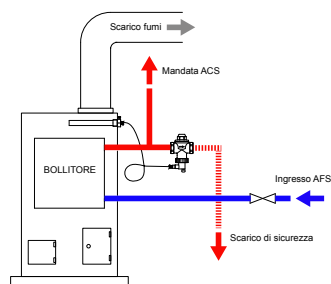 Scarico fumi
Mandata ACS
BOLLITORE
Ingresso AFS
Scarico di sicurezza